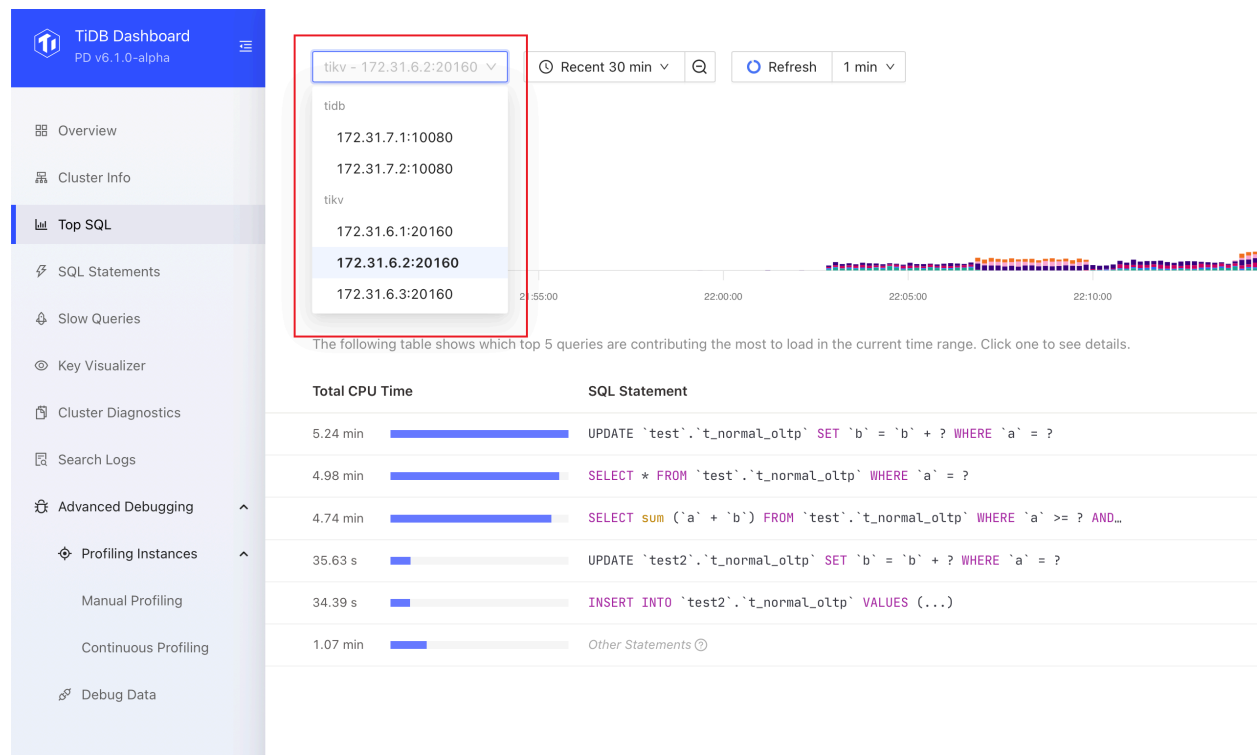 TiDB Dashboard
PD v6.1.0-alpha
Overview
Cluster Info
Top SQL
SQL Statements
Slow Queries
Key Visualizer
Cluster Diagnostics
Search Logs
Advanced Debugging
Profiling Instances
Manual Profiling
Continuous Profiling
Debug Data
tikv - 172.31.6.2:20160
Recent 30 min
Refresh
1 min
tidb
172.31.7.1:10080
172.31.7.2:10080
tikv
172.31.6.1:20160
172.31.6.2:20160
172.31.6.3:20160
21:55:00 22:00:00 22:05:00 22:10:00
The following table shows which top 5 queries are contributing the most to load in the current time range. Click one to see details.
Total CPU Time SQL Statement
5.24 min UPDATE `test`.`t_normal_oltp` SET `b` = `b` + ? WHERE `a` = ?
4.98 min SELECT * FROM `test`.`t_normal_oltp` WHERE `a` = ?
4.74 min SELECT sum (`a` + `b`) FROM `test`.`t_normal_oltp` WHERE `a` >= ? AND…
35.63 s UPDATE `test2`.`t_normal_oltp` SET `b` = `b` + ? WHERE `a` = ?
34.39 s INSERT INTO `test2`.`t_normal_oltp` VALUES (...)
1.07 min Other Statements